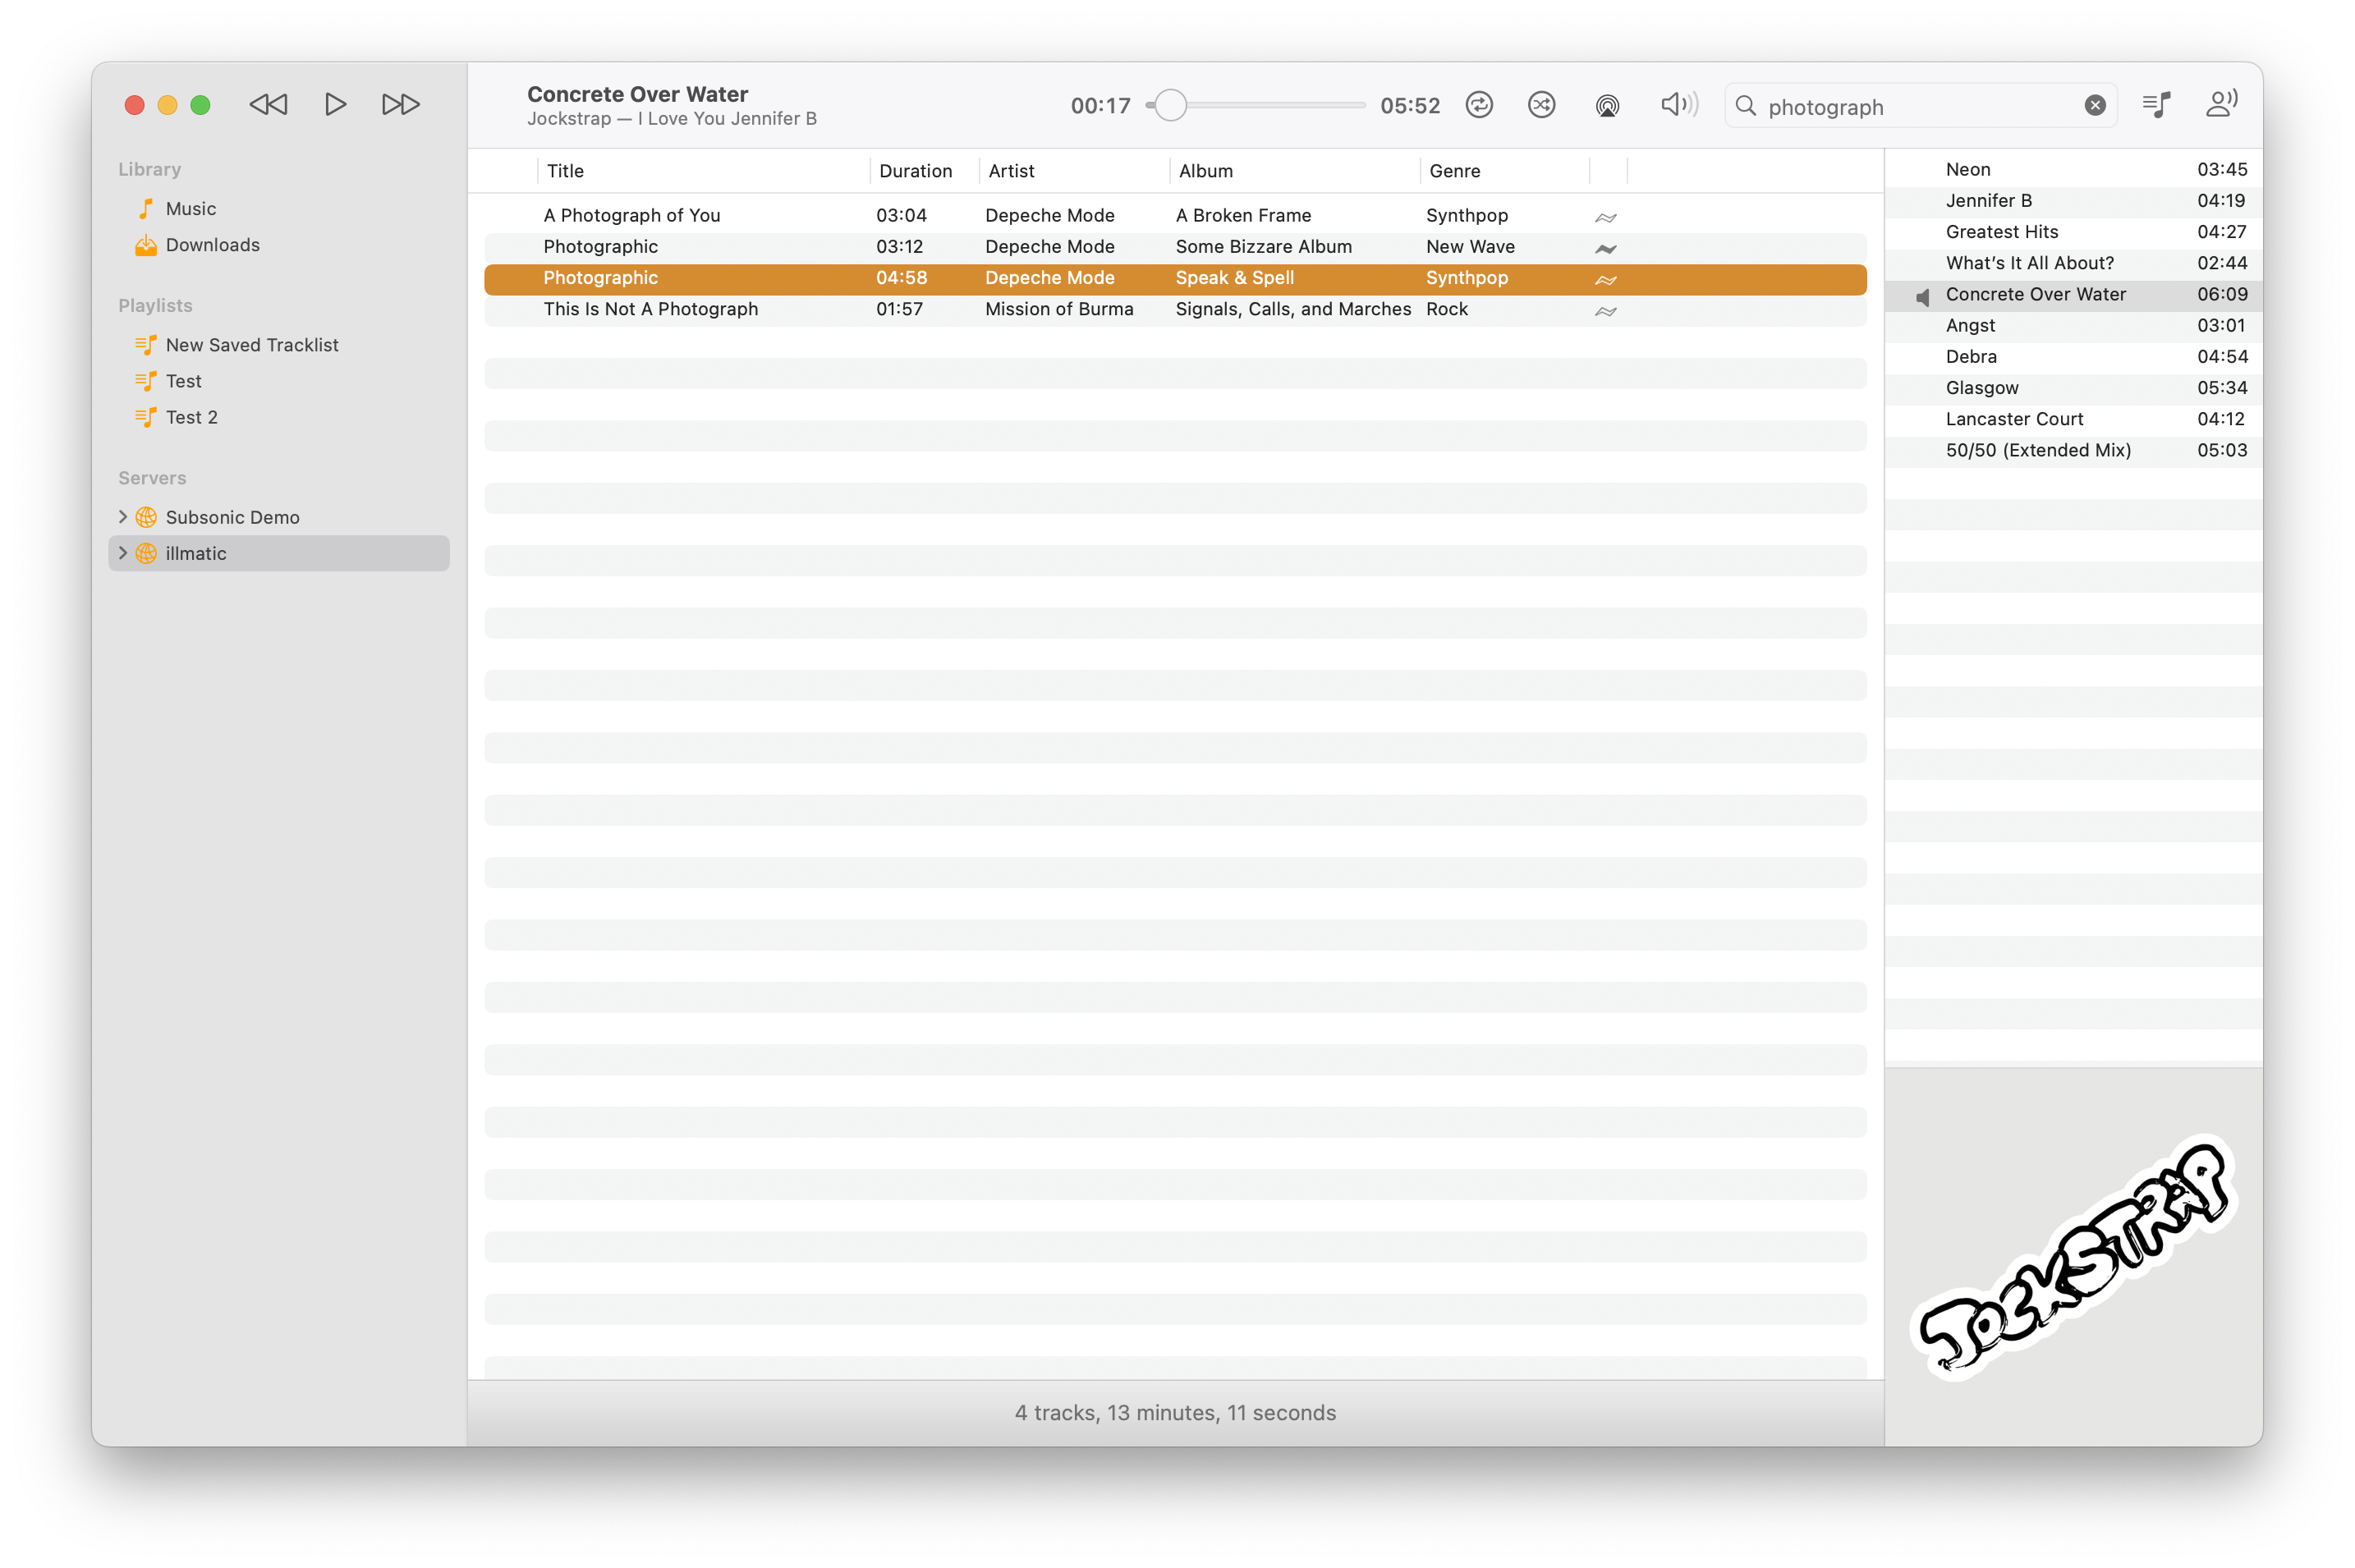 Concrete Over Water
Jockstrap — I Love You Jennifer B
00:17 05:52
photograph
Library
Music
Downloads
Playlists
New Saved Tracklist
Test
Test 2
Servers
Subsonic Demo
illmatic
Title Duration Artist Album Genre
A Photograph of You 03:04 Depeche Mode A Broken Frame Synthpop
Photographic 03:12 Depeche Mode Some Bizzare Album New Wave
Photographic 04:58 Depeche Mode Speak & Spell Synthpop
This Is Not A Photograph 01:57 Mission of Burma Signals, Calls, and Marches Rock
4 tracks, 13 minutes, 11 seconds
Neon 03:45
Jennifer B 04:19
Greatest Hits 04:27
What’s It All About? 02:44
Concrete Over Water 06:09
Angst 03:01
Debra 04:54
Glasgow 05:34
Lancaster Court 04:12
50/50 (Extended Mix) 05:03
JOCKSTRAP